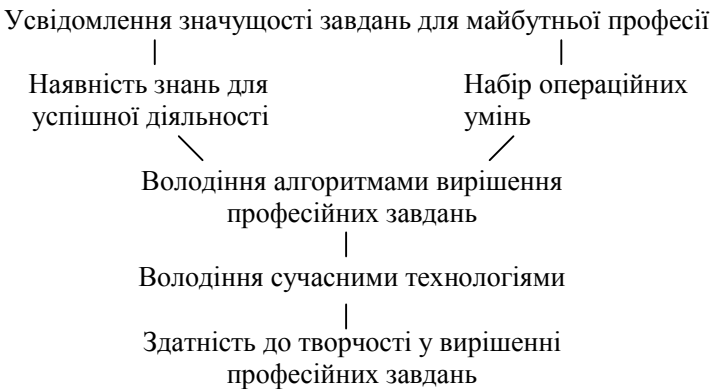 Усвідомлення значущості завдань для майбутньої професії
Наявність знань для
успішної діяльності
Набір операційних
умінь
Володіння алгоритмами вирішення
професійних завдань
Володіння сучасними технологіями
Здатність до творчості у вирішенні
професійних завдань